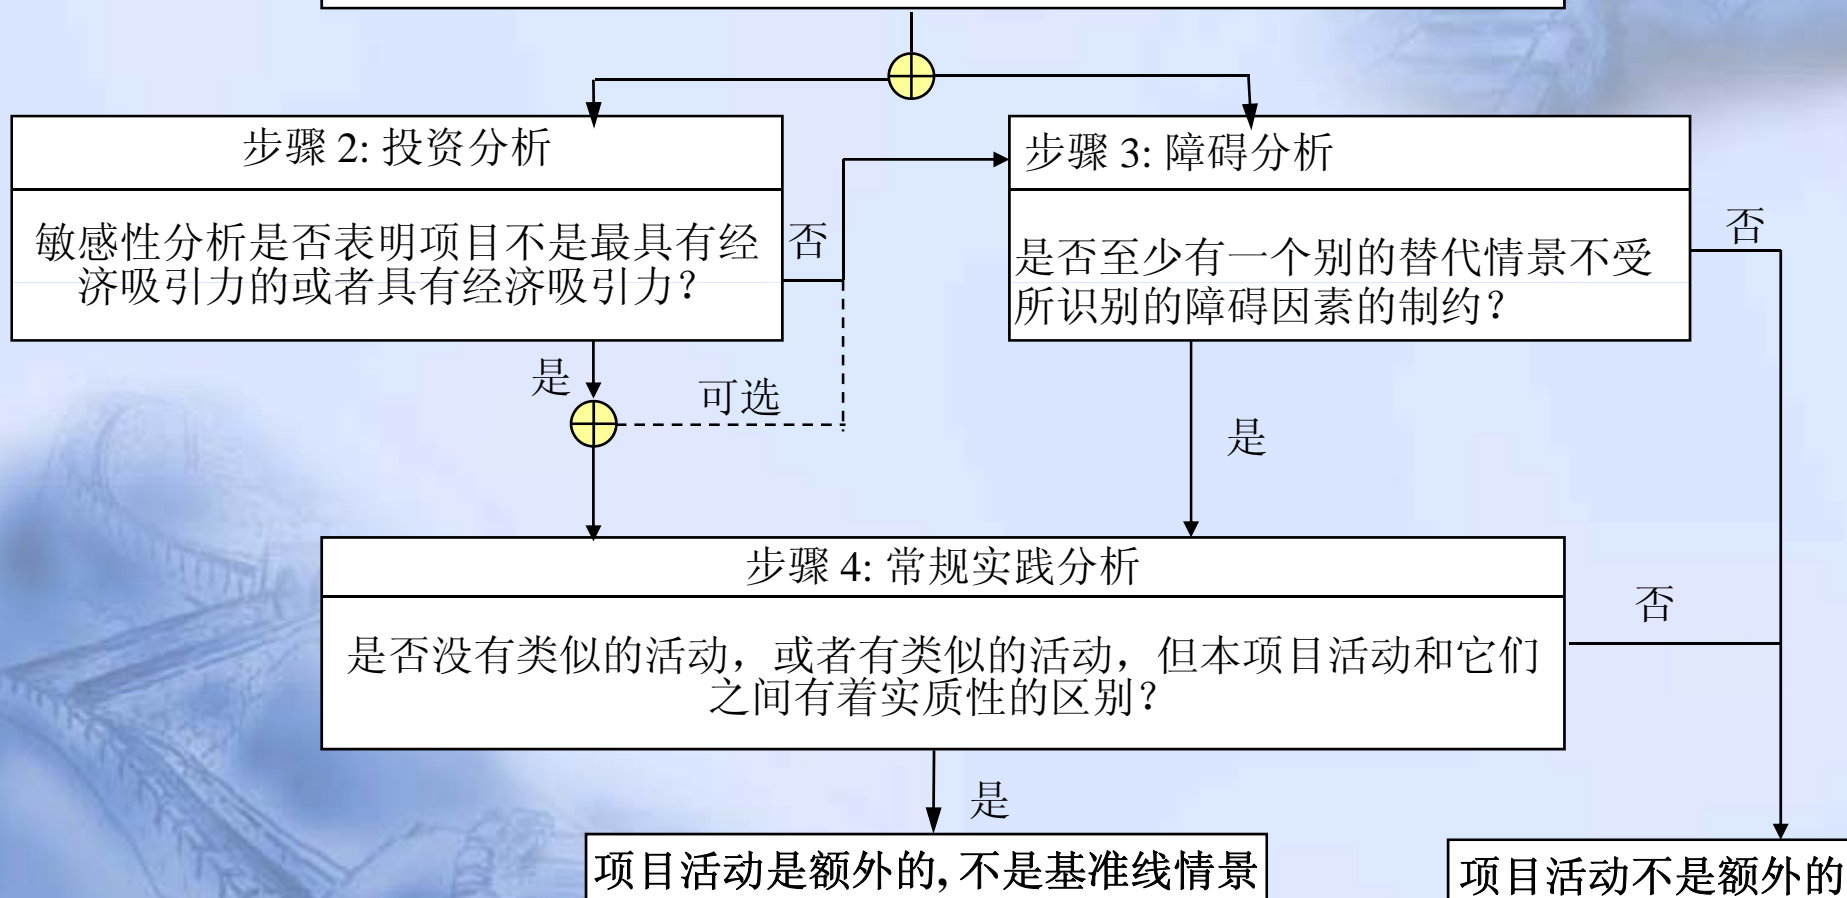 步骤 2: 投资分析
敏感性分析是否表明项目不是最具有经
济吸引力的或者具有经济吸引力？
否
步骤 3: 障碍分析
是否至少有一个别的替代情景不受
所识别的障碍因素的制约？
否
是
可选
是
步骤 4: 常规实践分析
是否没有类似的活动，或者有类似的活动，但本项目活动和它们
之间有着实质性的区别？
否
是
项目活动是额外的, 不是基准线情景
项目活动不是额外的